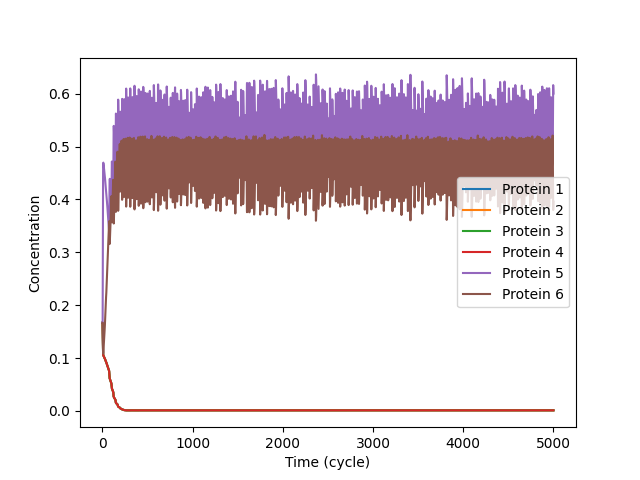 0.6
0.5
0.4
0.3
0.2
0.1
0.0
Concentration
0
1000
2000
3000
4000
5000
Time (cycle)
Protein 1
Protein 2
Protein 3
Protein 4
Protein 5
Protein 6